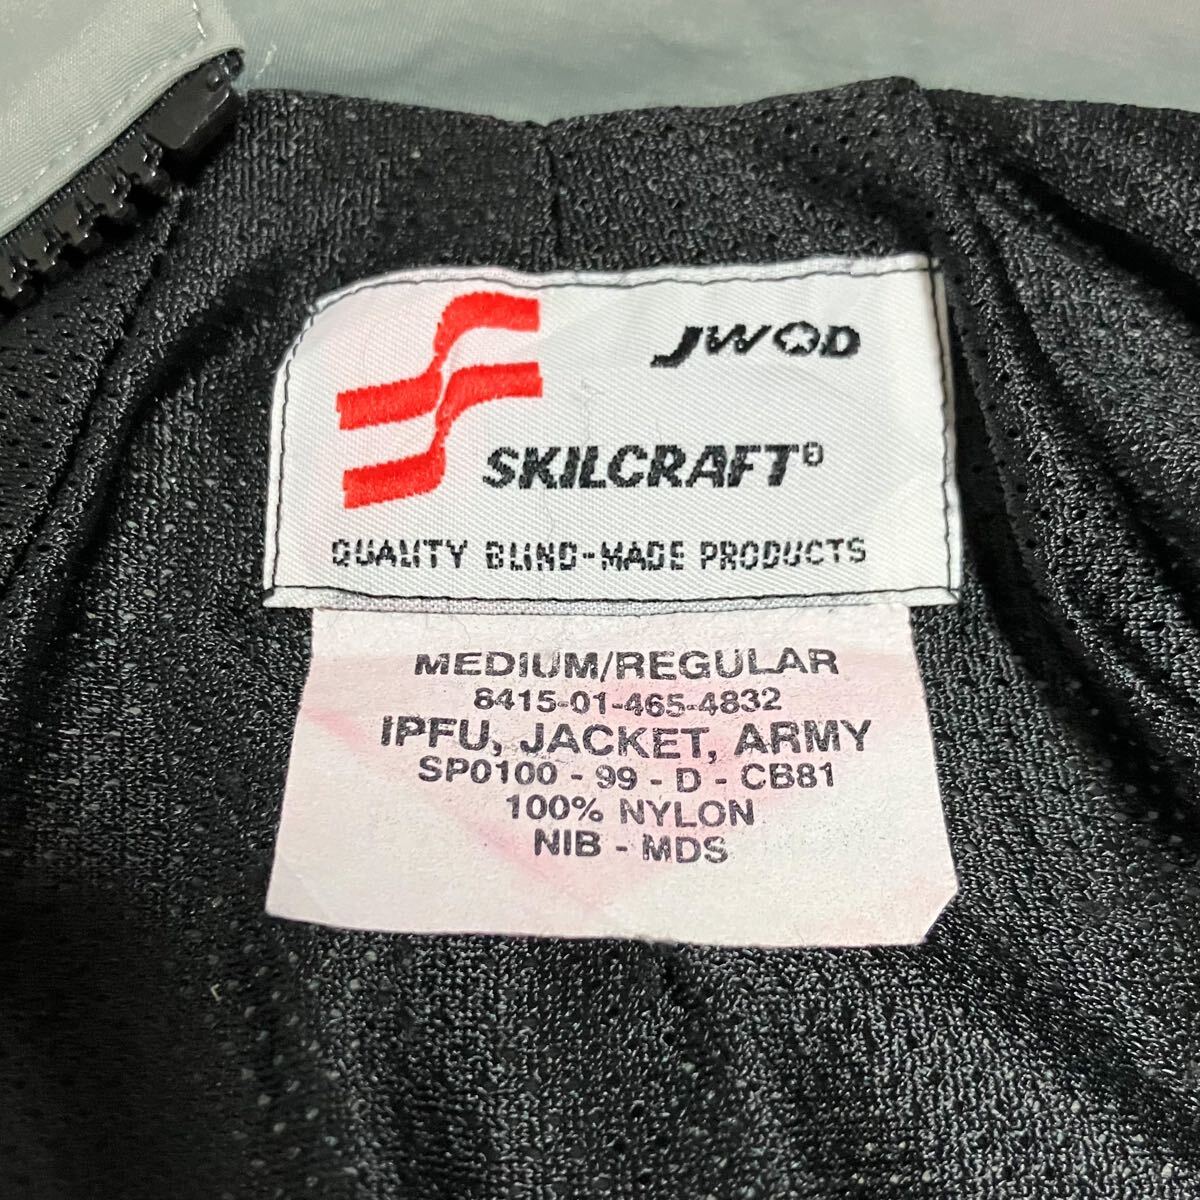 JWOD
SKILCRAFT®
QUALITY BLIND-MADE PRODUCTS
MEDIUM/REGULAR
8415-01-465-4832
IPFU, JACKET, ARMY
SP0100 - 99 - D - CB81
100% NYLON
NIB - MDS